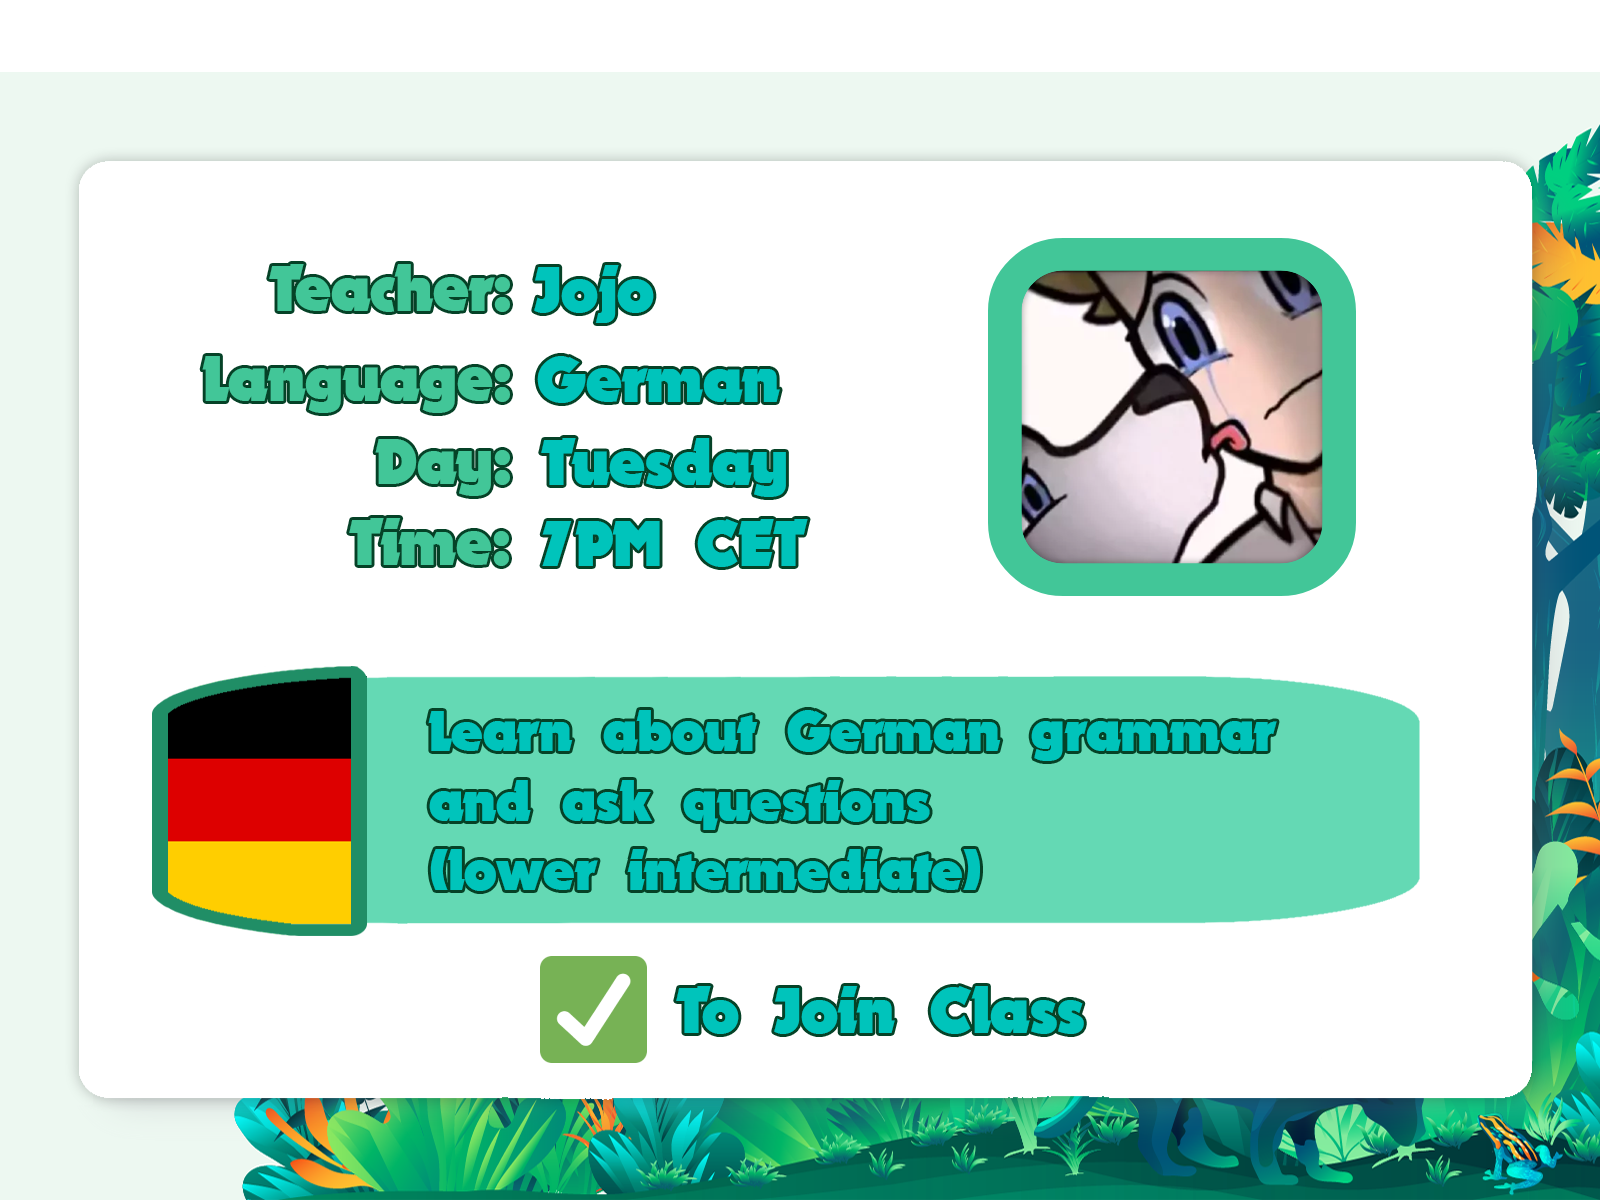 Teacher: Jojo
Language: German
Day: Tuesday
Time: 7PM CET
Learn about German grammar
and ask questions
(lower intermediate)
To Join Class